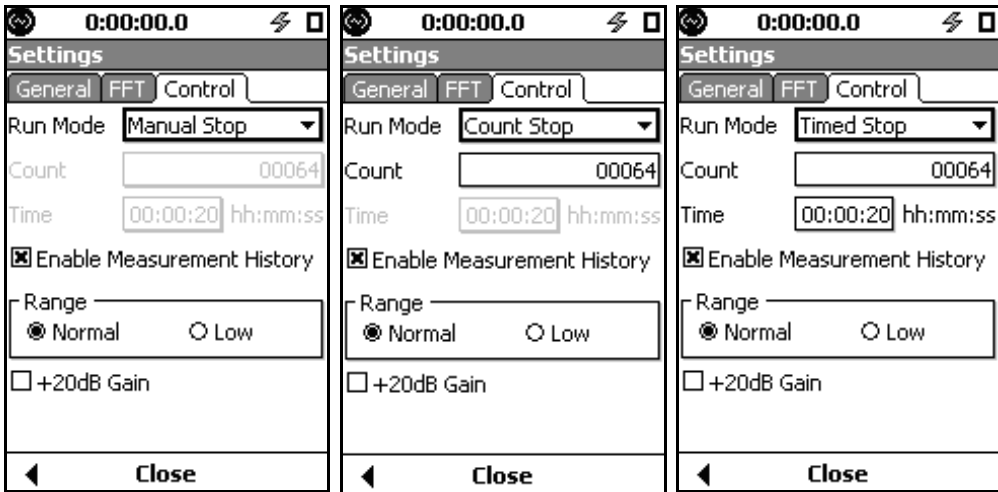 0:00:00.0
Settings
General FFT Control
Run Mode Manual Stop
Count 00064
Time 00:00:20 hh:mm:ss
Enable Measurement History
Range
Normal Low
+20dB Gain
Close
0:00:00.0
Settings
General FFT Control
Run Mode Count Stop
Count 00064
Time 00:00:20 hh:mm:ss
Enable Measurement History
Range
Normal Low
+20dB Gain
Close
0:00:00.0
Settings
General FFT Control
Run Mode Timed Stop
Count 00064
Time 00:00:20 hh:mm:ss
Enable Measurement History
Range
Normal Low
+20dB Gain
Close